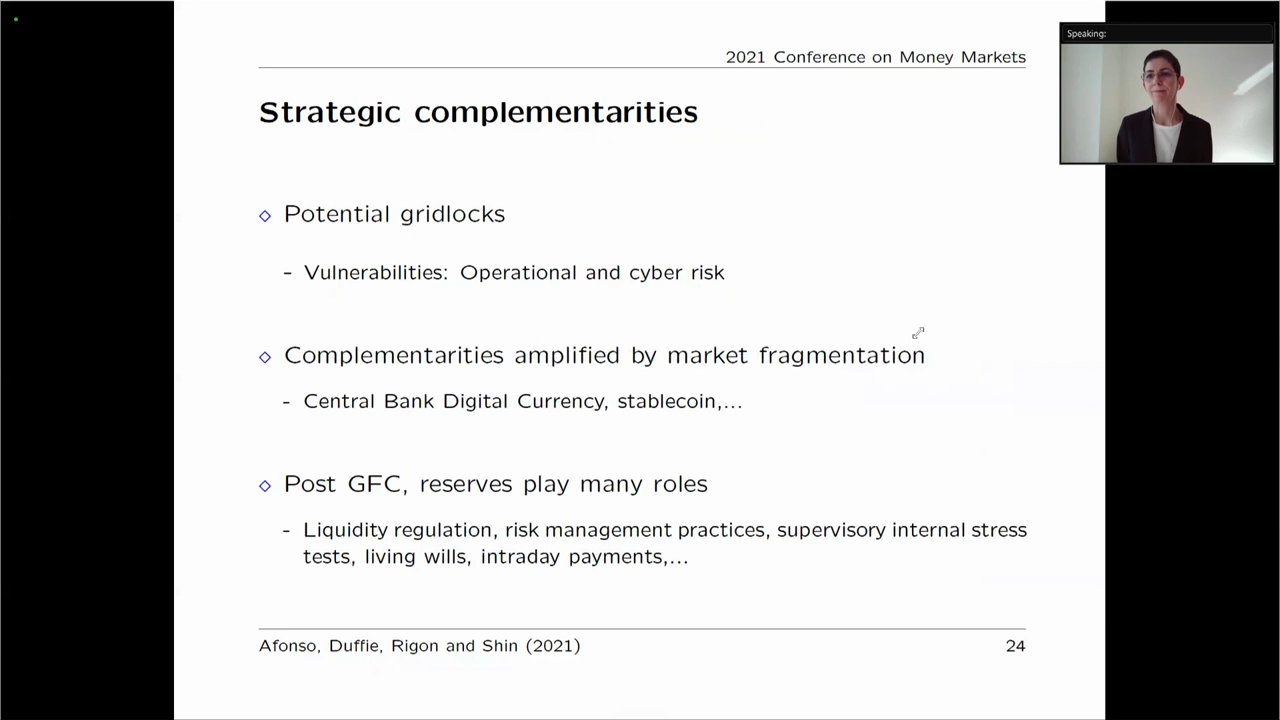 2021 Conference on Money Markets
Speaking:
Strategic complementarities
◇ Potential gridlocks
– Vulnerabilities: Operational and cyber risk
◇ Complementarities amplified by market fragmentation
- Central Bank Digital Currency, stablecoin,...
◇ Post GFC, reserves play many roles
- Liquidity regulation, risk management practices, supervisory internal stress
tests, living wills, intraday payments,...
Afonso, Duffie, Rigon and Shin (2021)
24